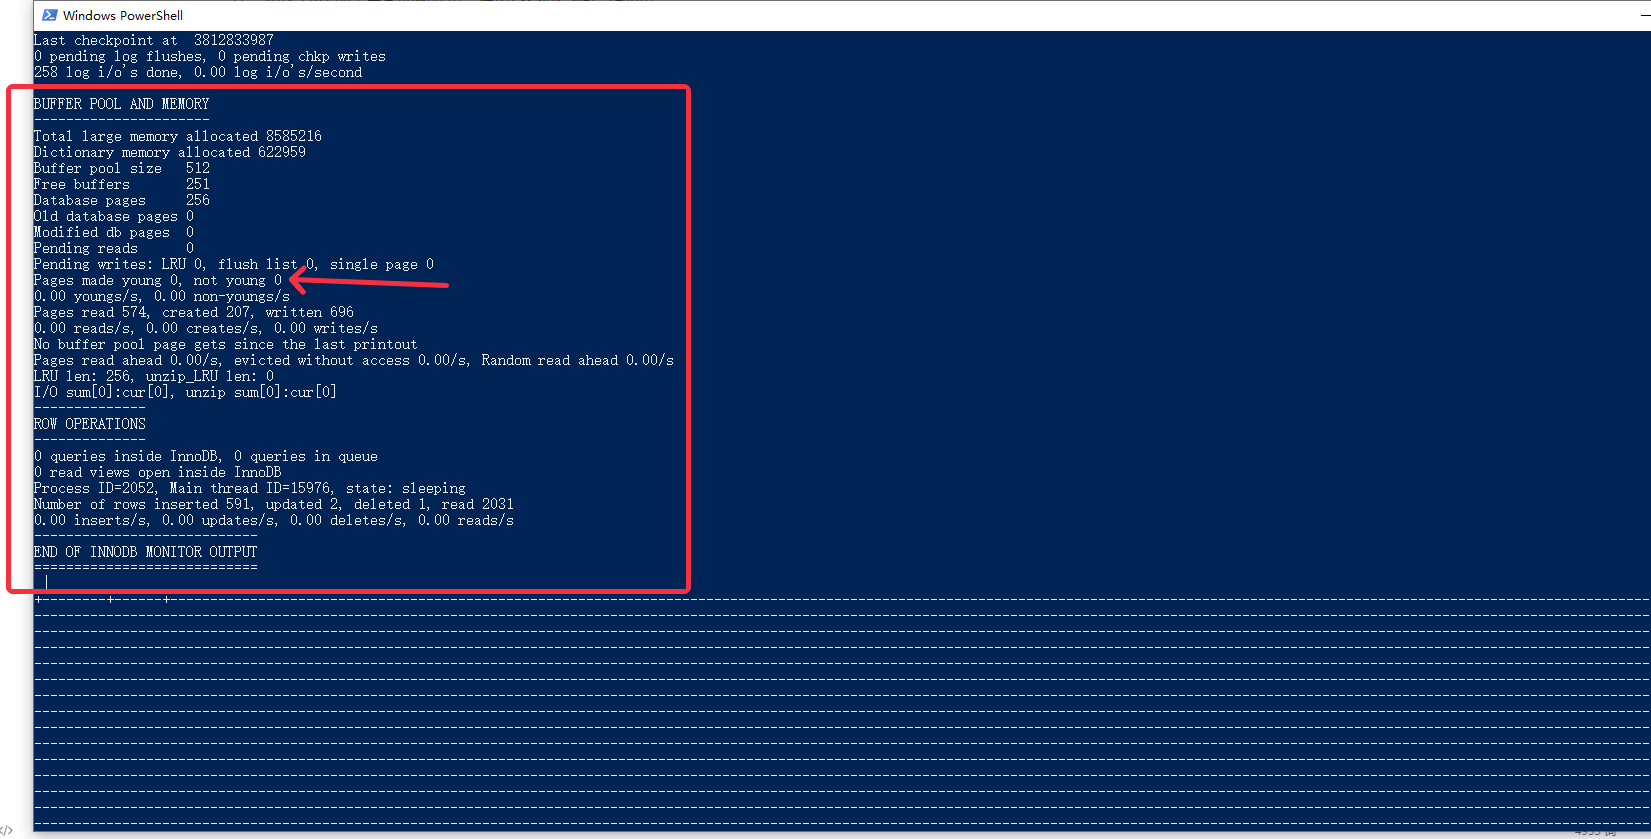 Windows PowerShell
Last checkpoint at  3812833987
0 pending log flushes, 0 pending chkp writes
258 log i/o's done, 0.00 log i/o's/second
BUFFER POOL AND MEMORY
----------------------
Total large memory allocated 8585216
Dictionary memory allocated 622959
Buffer pool size   512
Free buffers       251
Database pages     256
Old database pages 0
Modified db pages  0
Pending reads      0
Pending writes: LRU 0, flush list 0, single page 0
Pages made young 0, not young 0
0.00 youngs/s, 0.00 non-youngs/s
Pages read 574, created 207, written 696
0.00 reads/s, 0.00 creates/s, 0.00 writes/s
No buffer pool page gets since the last printout
Pages read ahead 0.00/s, evicted without access 0.00/s, Random read ahead 0.00/s
LRU len: 256, unzip_LRU len: 0
I/O sum[0]:cur[0], unzip sum[0]:cur[0]
--------------
ROW OPERATIONS
--------------
0 queries inside InnoDB, 0 queries in queue
0 read views open inside InnoDB
Process ID=2052, Main thread ID=15976, state: sleeping
Number of rows inserted 591, updated 2, deleted 1, read 2031
0.00 inserts/s, 0.00 updates/s, 0.00 deletes/s, 0.00 reads/s
----------------------------
END OF INNODB MONITOR OUTPUT
============================
|